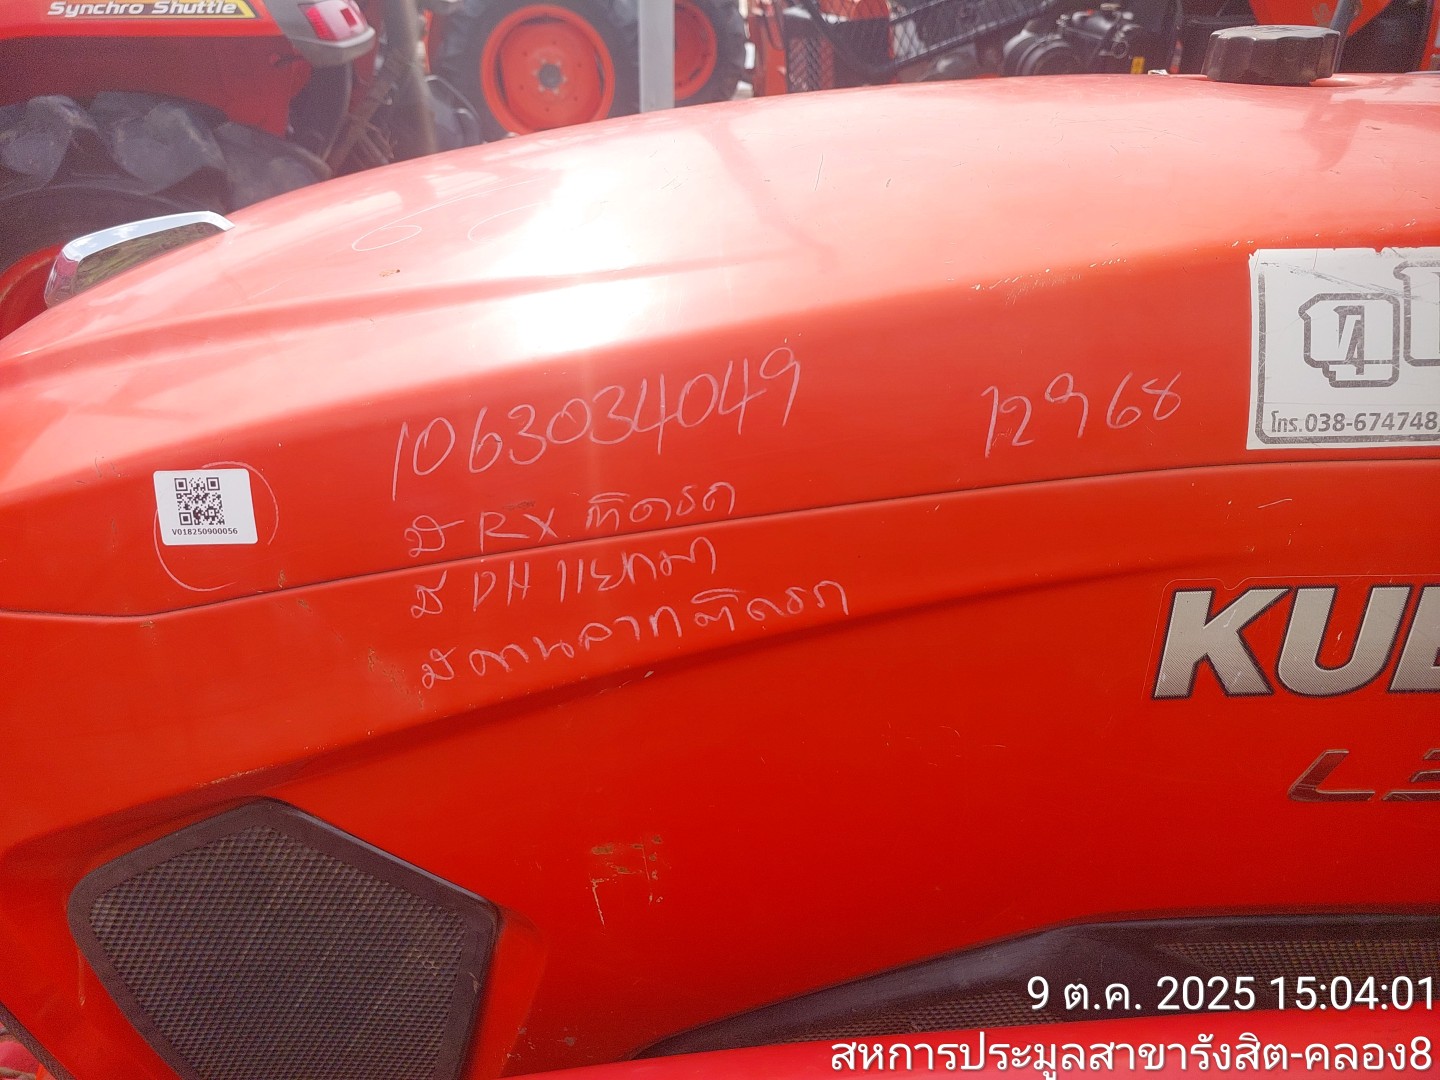 Synchro Shuttle
1063034049
12968
โทร.038-674748
V018250900056
มี RX ติดรถ
มี DH แยกมา
มีคานลากติดรถ
KUB
L3
9 ต.ค. 2025 15:04:01
สหการประมูลสาขารังสิต-คลอง8